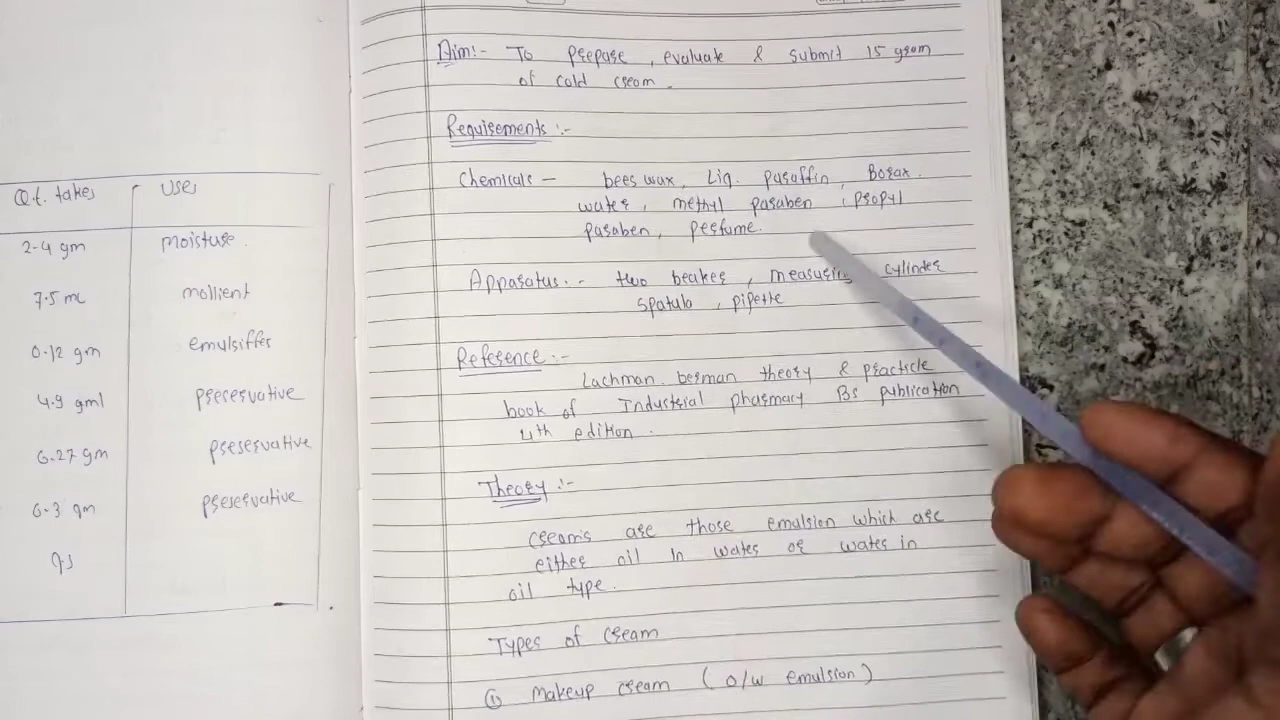 Qt. takes uses
2-4 gm moisture.
7.5 ml mollient
0.12 gm emulsiffer
4.9 gml preservative
0.27 gm preservative
0.3 gm preservative
q.s
Aim:- To prepare, evaluate & submit 15 gram
of cold cream.
Requirements :-
Chemicals - bees wax, Liq. paraffin, Borax.
water, methyl paraben, propyl
paraben, perfume.
Apparatus.- two beaker, measuring cylinder
spatula, pipette
Reference :-
Lachman. berman theory & practicle
book of Industrial pharmacy Bs publication
4th edition.
Theory :-
creams are those emulsion which are
either oil in water or water in
oil type.
Types of cream
① Makeup cream (o/w emulsion)